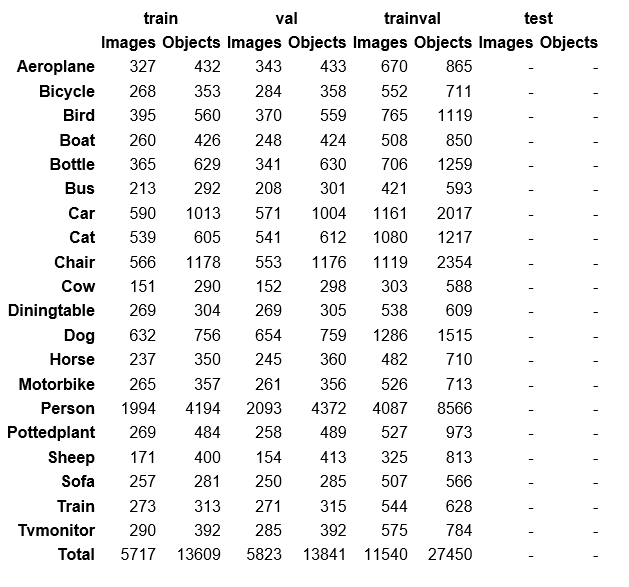 train val trainval test
Images Objects Images Objects Images Objects Images Objects
Aeroplane 327 432 343 433 670 865 - -
Bicycle 268 353 284 358 552 711 - -
Bird 395 560 370 559 765 1119 - -
Boat 260 426 248 424 508 850 - -
Bottle 365 629 341 630 706 1259 - -
Bus 213 292 208 301 421 593 - -
Car 590 1013 571 1004 1161 2017 - -
Cat 539 605 541 612 1080 1217 - -
Chair 566 1178 553 1176 1119 2354 - -
Cow 151 290 152 298 303 588 - -
Diningtable 269 304 269 305 538 609 - -
Dog 632 756 654 759 1286 1515 - -
Horse 237 350 245 360 482 710 - -
Motorbike 265 357 261 356 526 713 - -
Person 1994 4194 2093 4372 4087 8566 - -
Pottedplant 269 484 258 489 527 973 - -
Sheep 171 400 154 413 325 813 - -
Sofa 257 281 250 285 507 566 - -
Train 273 313 271 315 544 628 - -
Tvmonitor 290 392 285 392 575 784 - -
Total 5717 13609 5823 13841 11540 27450 - -